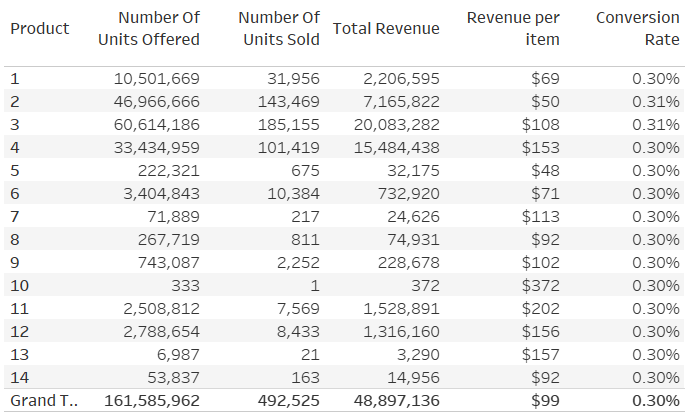 Product Number Of Units Offered Number Of Units Sold Total Revenue Revenue per item Conversion Rate
1 10,501,669 31,956 2,206,595 $69 0.30%
2 46,966,666 143,469 7,165,822 $50 0.31%
3 60,614,186 185,155 20,083,282 $108 0.31%
4 33,434,959 101,419 15,484,438 $153 0.30%
5 222,321 675 32,175 $48 0.30%
6 3,404,843 10,384 732,920 $71 0.30%
7 71,889 217 24,626 $113 0.30%
8 267,719 811 74,931 $92 0.30%
9 743,087 2,252 228,678 $102 0.30%
10 333 1 372 $372 0.30%
11 2,508,812 7,569 1,528,891 $202 0.30%
12 2,788,654 8,433 1,316,160 $156 0.30%
13 6,987 21 3,290 $157 0.30%
14 53,837 163 14,956 $92 0.30%
Grand T.. 161,585,962 492,525 48,897,136 $99 0.30%